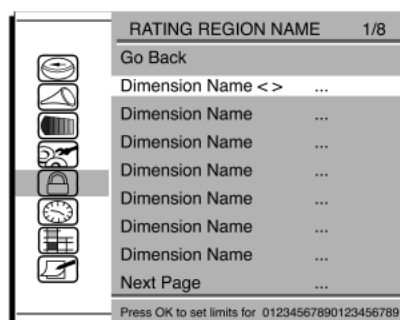 RATING REGION NAME 1/8
Go Back
Dimension Name < > ...
Dimension Name ...
Dimension Name ...
Dimension Name ...
Dimension Name ...
Dimension Name ...
Dimension Name ...
Next Page ...
Press OK to set limits for 01234567890123456789